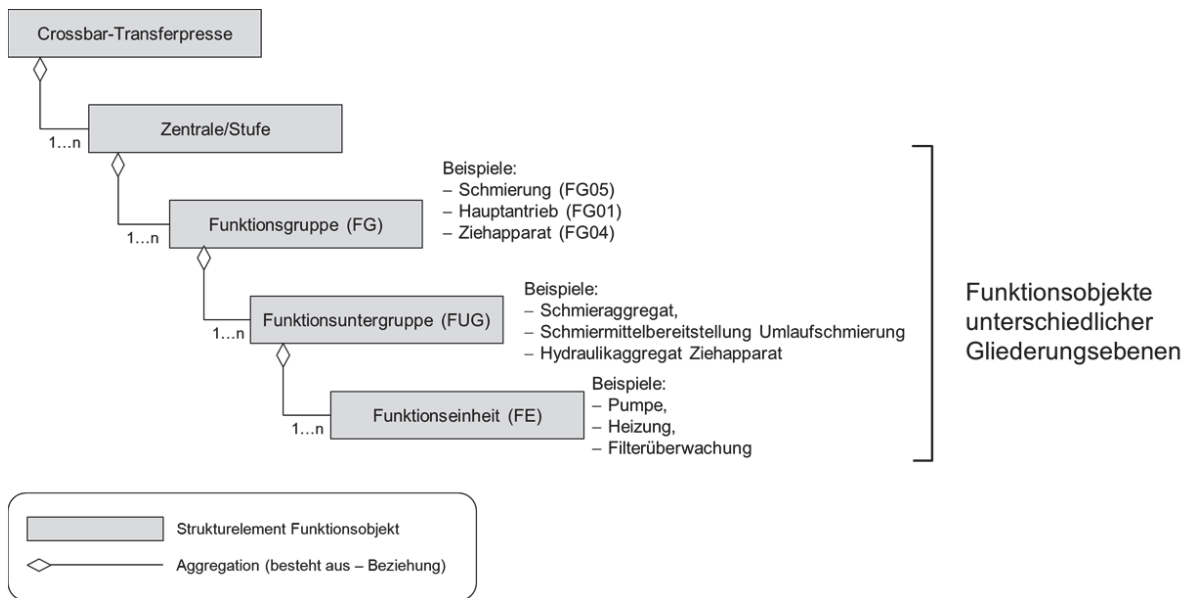 Crossbar-Transferpresse
1...n
Zentrale/Stufe
1...n
Funktionsgruppe (FG)
Beispiele:
– Schmierung (FG05)
– Hauptantrieb (FG01)
– Ziehapparat (FG04)
1...n
Funktionsuntergruppe (FUG)
Beispiele:
– Schmieraggregat,
– Schmiermittelbereitstellung Umlaufschmierung
– Hydraulikaggregat Ziehapparat
1...n
Funktionseinheit (FE)
Beispiele:
– Pumpe,
– Heizung,
– Filterüberwachung
Funktionsobjekte
unterschiedlicher
Gliederungsebenen
Strukturelement Funktionsobjekt
Aggregation (besteht aus – Beziehung)